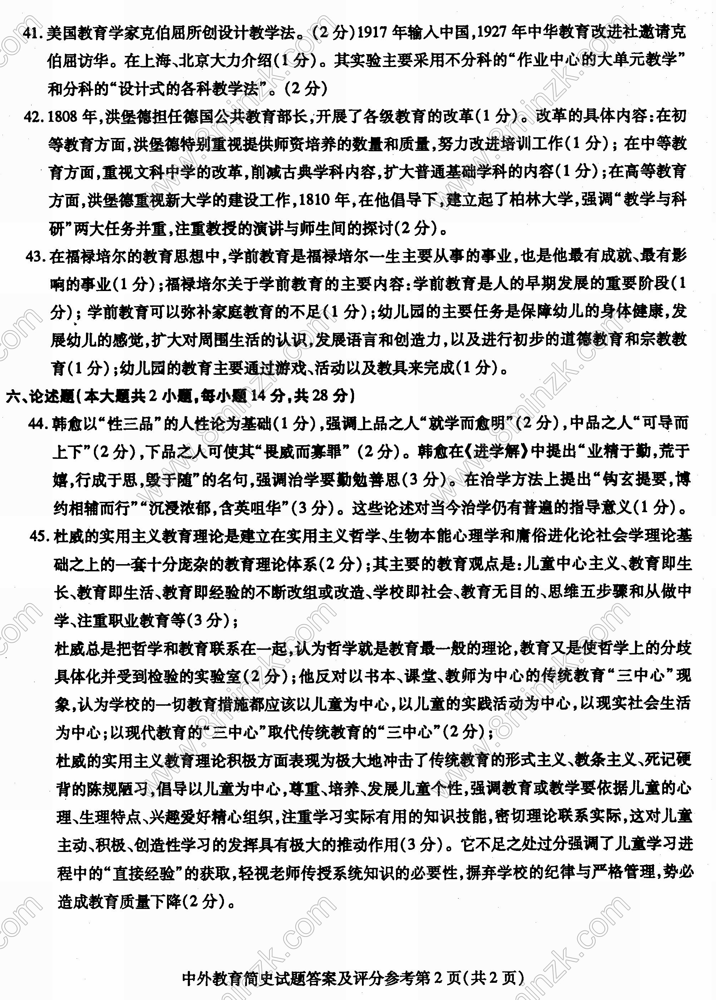 41. 美国教育学家克伯屈所创设计教学法。(2 分)1917 年输入中国,1927 年中华教育改进社邀请克
伯屈访华。在上海、北京大力介绍(1 分)。其实验主要采用不分科的“作业中心的大单元教学”
和分科的“设计式的各科教学法”。(2 分)
42. 1808 年,洪堡德担任德国公共教育部长,开展了各级教育的改革(1 分)。改革的具体内容:在初
等教育方面,洪堡德特别重视提供师资培养的数量和质量,努力改进培训工作(1 分);在中等教
育方面,重视文科中学的改革,削减古典学科内容,扩大普通基础学科的内容(1 分);在高等教育
方面,洪堡德重视新大学的建设工作,1810 年,在他倡导下,建立起了柏林大学,强调“教学与科
研”两大任务并重,注重教授的演讲与师生间的探讨(2 分)。
43. 在福禄培尔的教育思想中,学前教育是福禄培尔一生主要从事的事业,也是他最有成就、最有影
响的事业(1 分);福禄培尔关于学前教育的主要内容:学前教育是人的早期发展的重要阶段(1
分);学前教育可以弥补家庭教育的不足(1 分);幼儿园的主要任务是保障幼儿的身体健康,发
展幼儿的感觉,扩大对周围生活的认识,发展语言和创造力,以及进行初步的道德教育和宗教教
育(1 分);幼儿园的教育主要通过游戏、活动以及教具来完成(1 分)。
六、论述题(本大题共 2 小题,每小题 14 分,共 28 分)
44. 韩愈以“性三品”的人性论为基础(1 分),强调上品之人“就学而愈明”(2 分),中品之人“可导而
上下”(2 分),下品之人可使其“畏威而寡罪”(2 分)。韩愈在《进学解》中提出“业精于勤,荒于
嬉,行成于思,毁于随”的名句,强调治学要勤勉善思(3 分)。在治学方法上提出“钩玄提要,博
约相辅而行”“沉浸浓郁,含英咀华”(3 分)。这些论述对当今治学仍有普遍的指导意义(1 分)。
45. 杜威的实用主义教育理论是建立在实用主义哲学、生物本能心理学和庸俗进化论社会学理论基
础之上的一套十分庞杂的教育理论体系(2 分);其主要的教育观点是:儿童中心主义、教育即生
长、教育即生活、教育即经验的不断改组或改造、学校即社会、教育无目的、思维五步骤和从做中
学、注重职业教育等(3 分);
杜威总是把哲学和教育联系在一起,认为哲学就是教育最一般的理论,教育又是使哲学上的分歧
具体化并受到检验的实验室(2 分);他反对以书本、课堂、教师为中心的传统教育“三中心”现
象,认为学校的一切教育措施都应该以儿童为中心,以儿童的实践活动为中心,以现实社会生活
为中心;以现代教育的“三中心”取代传统教育的“三中心”(2 分);
杜威的实用主义教育理论积极方面表现为极大地冲击了传统教育的形式主义、教条主义、死记硬
背的陈规陋习,倡导以儿童为中心,尊重、培养、发展儿童个性,强调教育或教学要依据儿童的心
理、生理特点、兴趣爱好精心组织,注重学习实际有用的知识技能,密切理论联系实际,这对儿童
主动、积极、创造性学习的发挥具有极大的推动作用(3 分)。它不足之处过分强调了儿童学习进
程中的“直接经验”的获取,轻视老师传授系统知识的必要性,摒弃学校的纪律与严格管理,势必
造成教育质量下降(2 分)。
中外教育简史试题答案及评分参考第 2 页(共 2 页)
www.8minzk.com